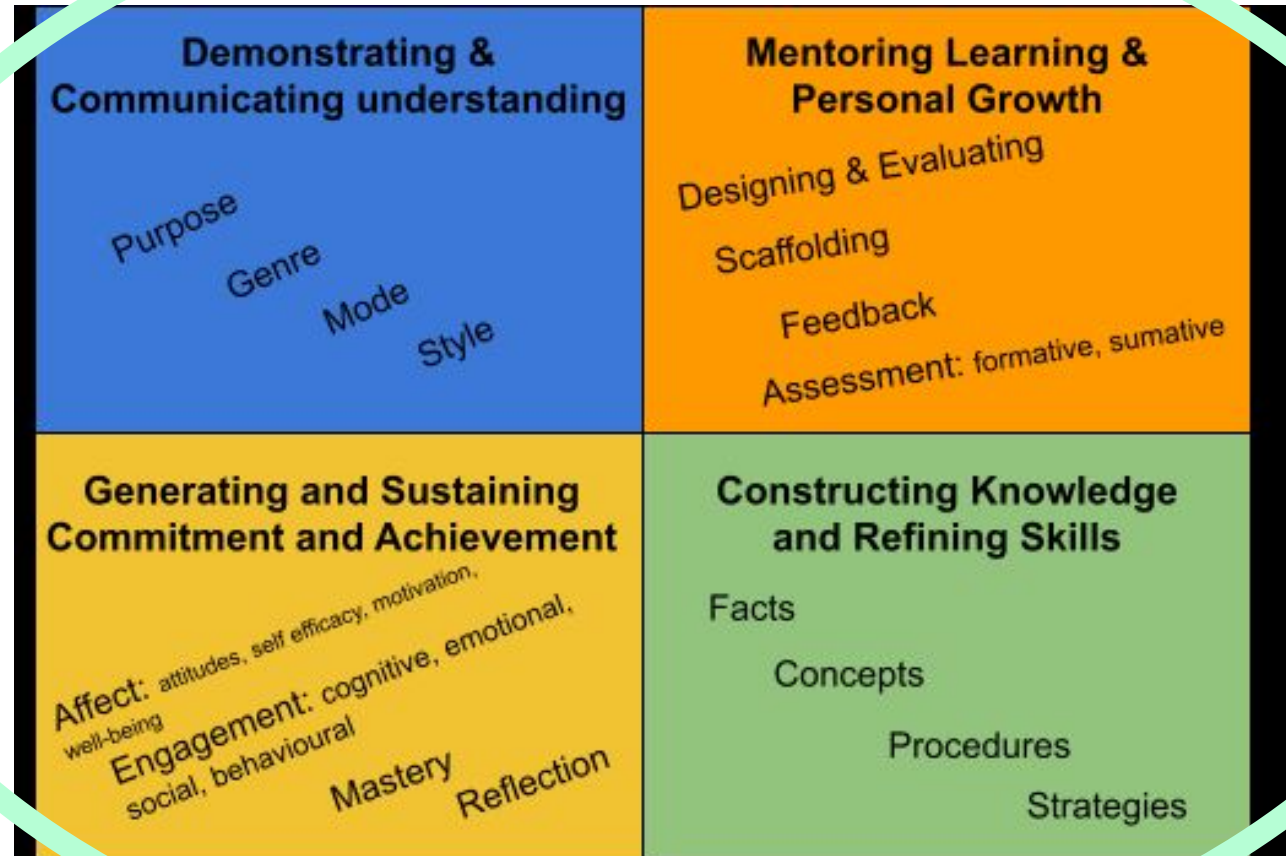 Demonstrating &
Communicating understanding
Purpose
Genre
Mode
Style
Mentoring Learning &
Personal Growth
Designing & Evaluating
Scaffolding
Feedback
Assessment: formative, sumative
Generating and Sustaining
Commitment and Achievement
Affect: attitudes, self efficacy, motivation,
well-being
Engagement: cognitive, emotional,
social, behavioural
Mastery
Reflection
Constructing Knowledge
and Refining Skills
Facts
Concepts
Procedures
Strategies